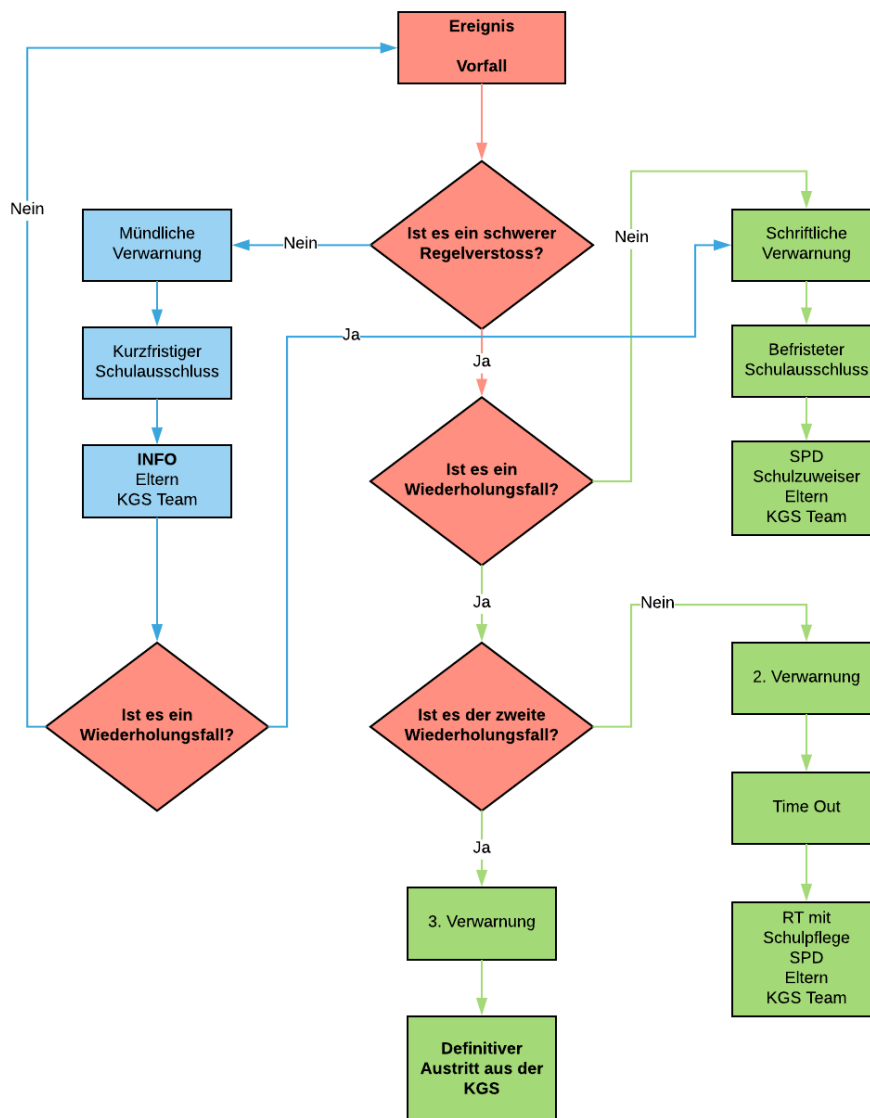 Ereignis
Vorfall
Nein
Ist es ein schwerer
Regelverstoss?
Mündliche
Verwarnung
Nein
Nein
Schriftliche
Verwarnung
Kurzfristiger
Schulausschluss
Ja
Ja
Befristeter
Schulausschluss
INFO
Eltern
KGS Team
Ist es ein
Wiederholungsfall?
SPD
Schulzuweiser
Eltern
KGS Team
Ja
Nein
Ist es ein
Wiederholungsfall?
Ist es der zweite
Wiederholungsfall?
2. Verwarnung
Time Out
Ja
3. Verwarnung
RT mit
Schulpflege
SPD
Eltern
KGS Team
Definitiver
Austritt aus der
KGS